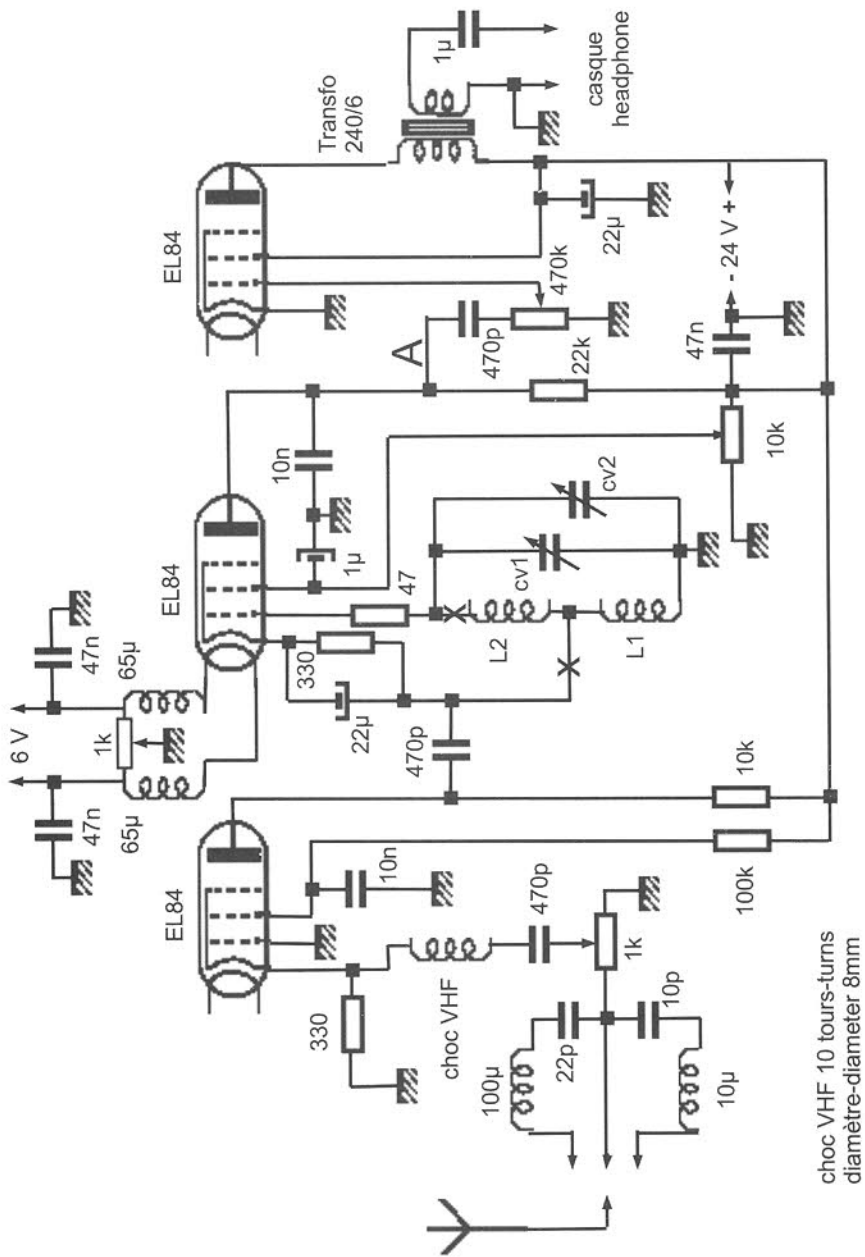 6 V
47n
47n
1k
65µ
65µ
EL84
EL84
EL84
Transfo
240/6
1µ
casque
headphone
10n
1µ
47
330
22µ
470p
L2
L1
cv1
cv2
A
470p
470k
22µ
22k
47n
- 24 V +
10k
10k
100k
10n
330
choc VHF
470p
1k
100µ
22p
10p
10µ
choc VHF 10 tours-turns
diamètre-diameter 8mm